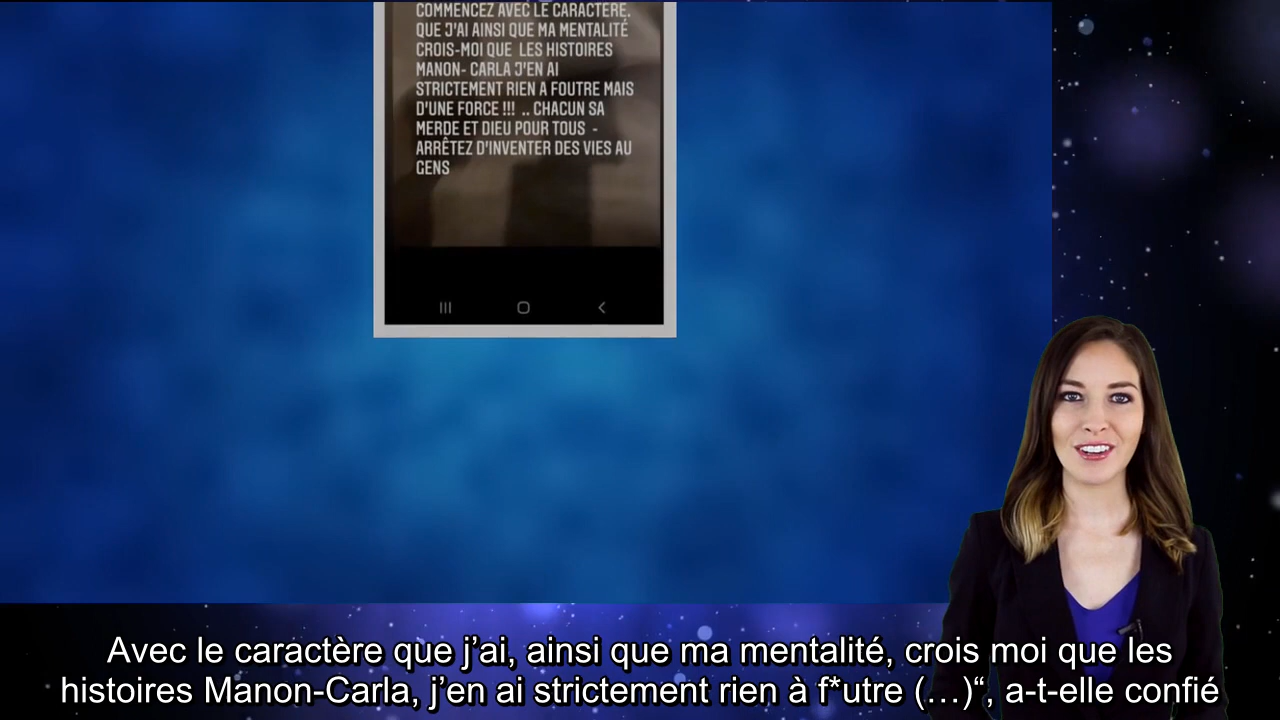 COMMENCEZ AVEC LE CARACTÈRE.
QUE J'AI AINSI QUE MA MENTALITÉ
CROIS-MOI QUE LES HISTOIRES
MANON- CARLA J'EN AI
STRICTEMENT RIEN A FOUTRE MAIS
D'UNE FORCE !!! .. CHACUN SA
MERDE ET DIEU POUR TOUS -
ARRÊTEZ D'INVENTER DES VIES AU
GENS
Avec le caractère que j’ai, ainsi que ma mentalité, crois moi que les
histoires Manon-Carla, j’en ai strictement rien à f*utre (…)“, a-t-elle confié